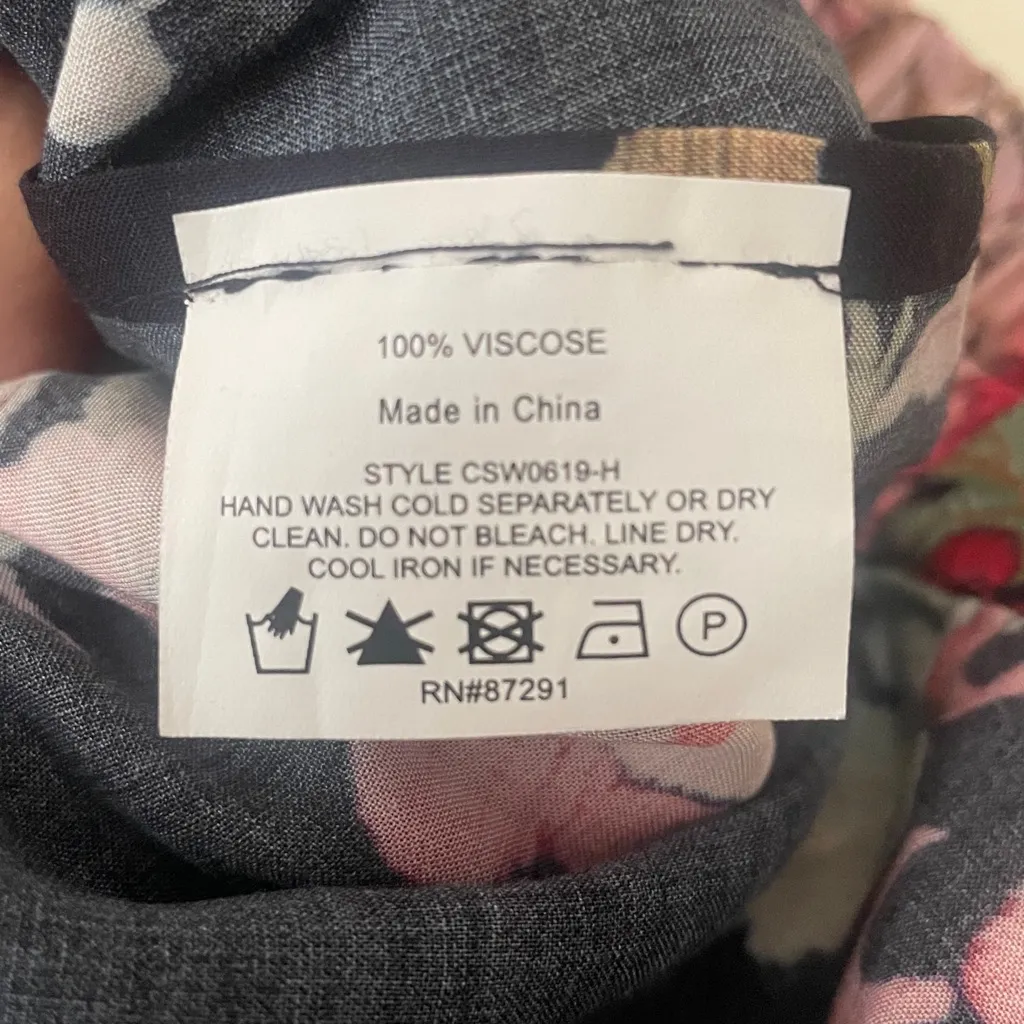 100% VISCOSE
Made in China
STYLE CSW0619-H
HAND WASH COLD SEPARATELY OR DRY
CLEAN. DO NOT BLEACH. LINE DRY.
COOL IRON IF NECESSARY.
P
RN#87291